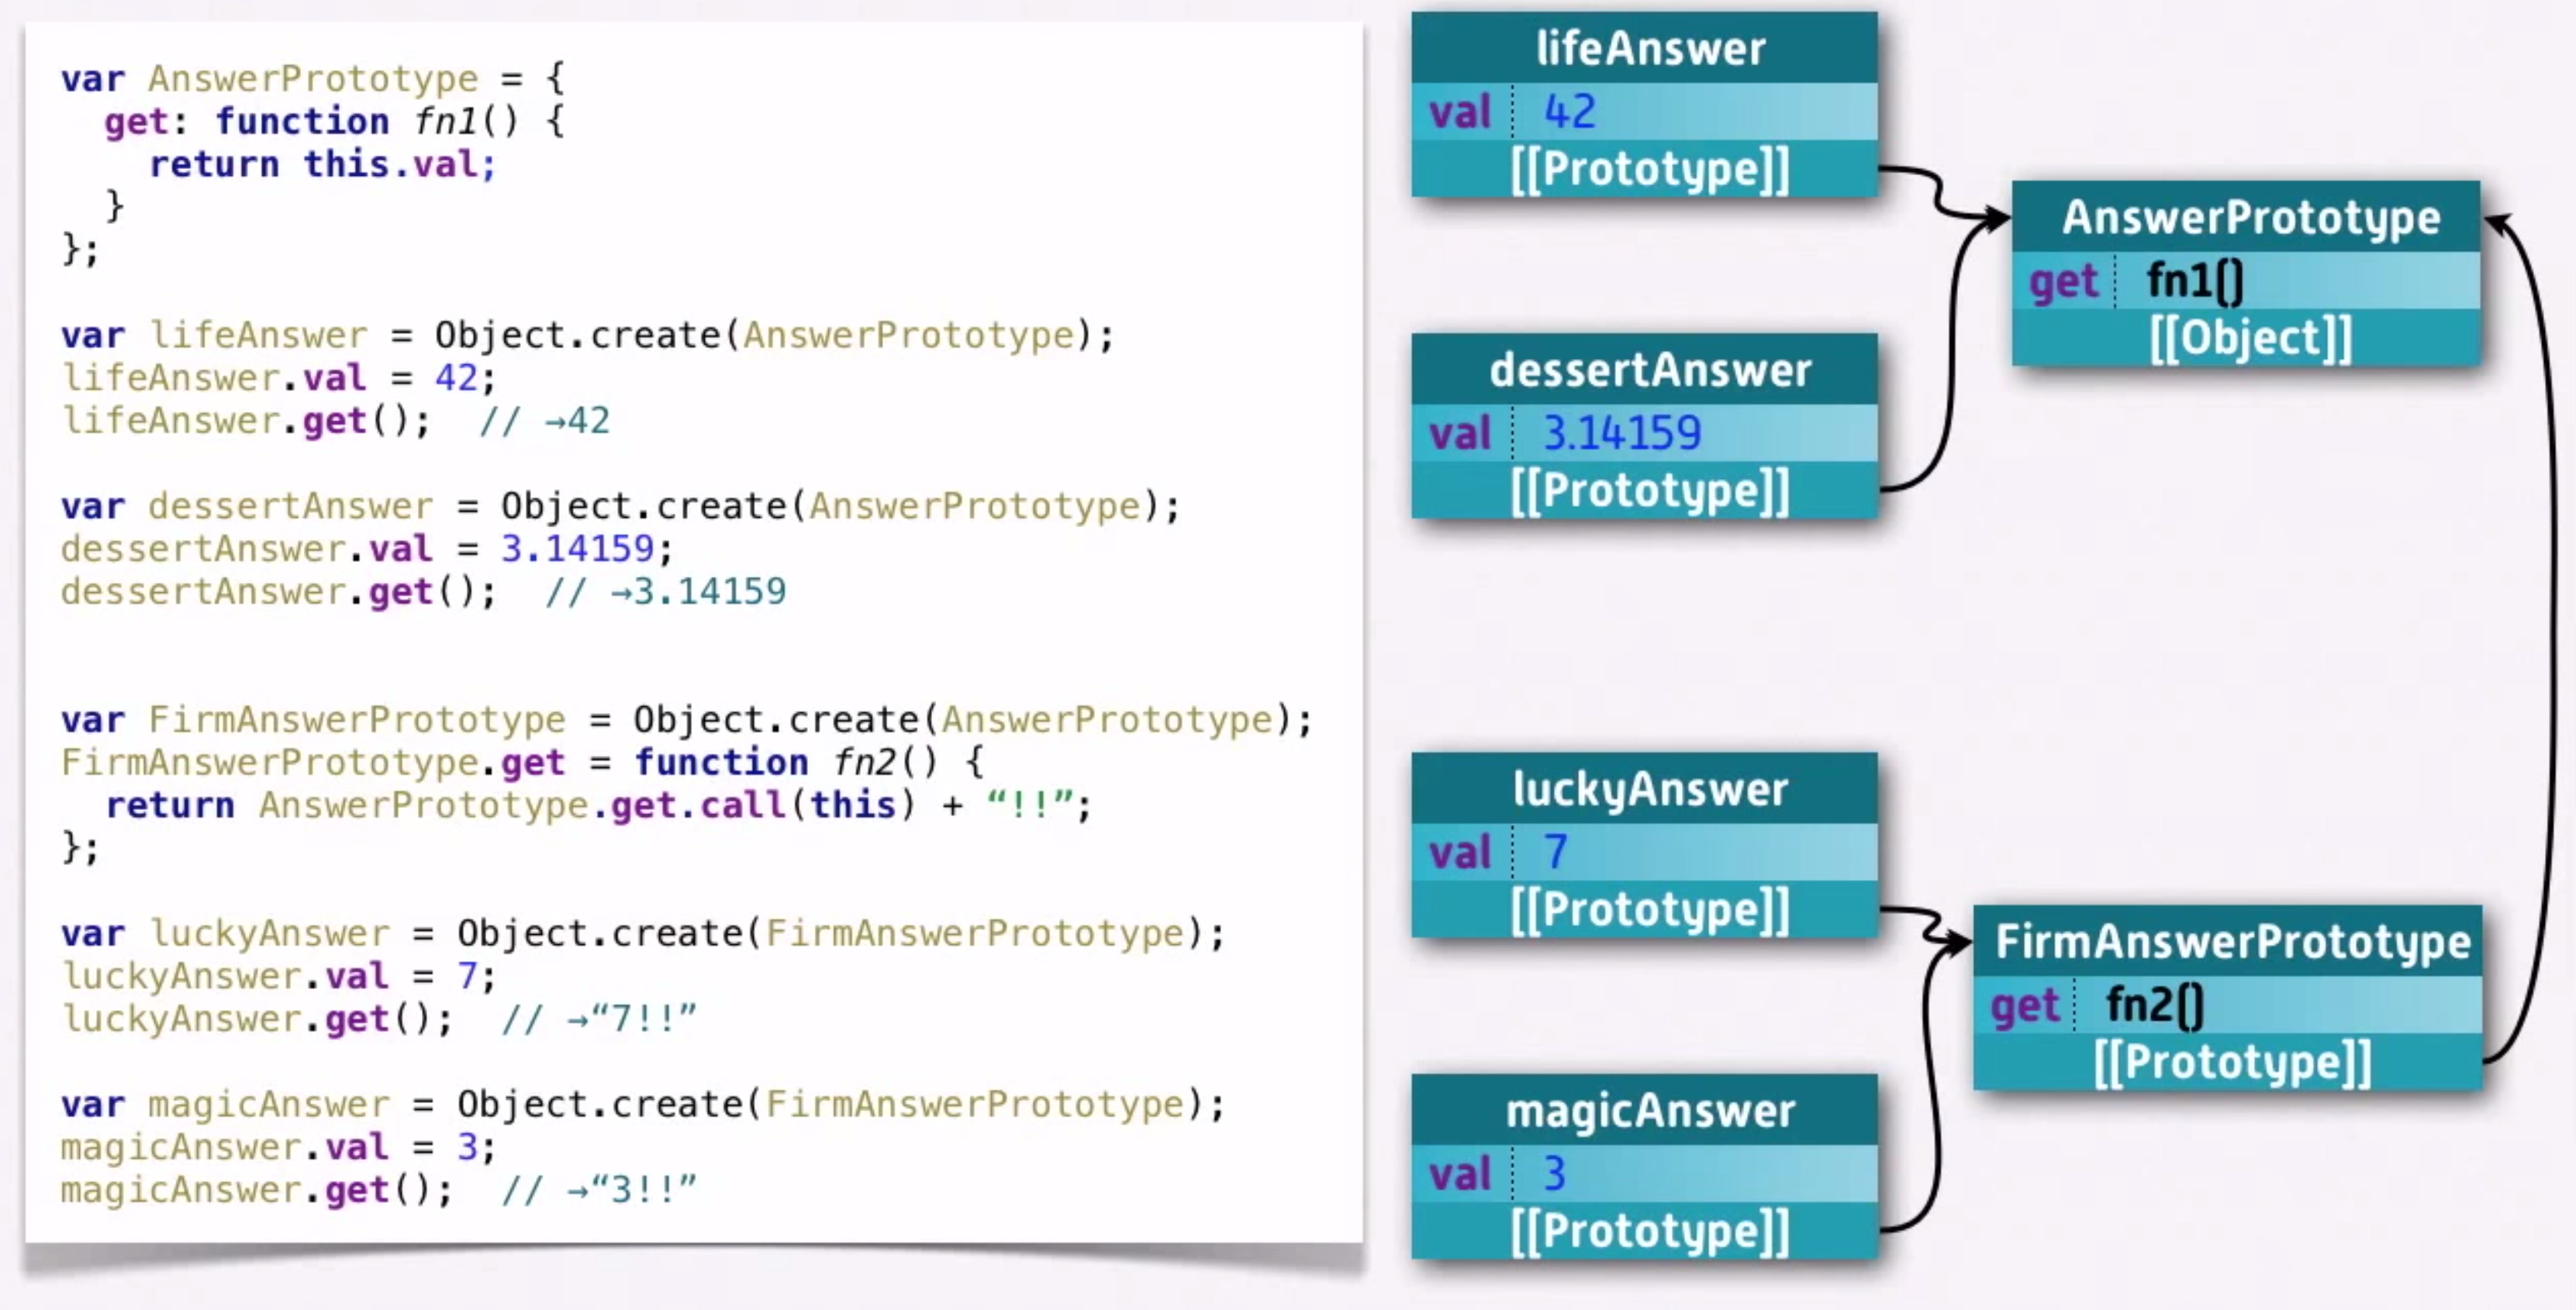 var AnswerPrototype = {
  get: function fn1() {
    return this.val;
  }
};

var lifeAnswer = Object.create(AnswerPrototype);
lifeAnswer.val = 42;
lifeAnswer.get();  // →42

var dessertAnswer = Object.create(AnswerPrototype);
dessertAnswer.val = 3.14159;
dessertAnswer.get();  // →3.14159

var FirmAnswerPrototype = Object.create(AnswerPrototype);
FirmAnswerPrototype.get = function fn2() {
  return AnswerPrototype.get.call(this) + “!!”;
};

var luckyAnswer = Object.create(FirmAnswerPrototype);
luckyAnswer.val = 7;
luckyAnswer.get();  // →“7!!”

var magicAnswer = Object.create(FirmAnswerPrototype);
magicAnswer.val = 3;
magicAnswer.get();  // →“3!!”

lifeAnswer
val 42
[[Prototype]]
dessertAnswer
val 3.14159
[[Prototype]]
AnswerPrototype
get fn1()
[[Object]]
luckyAnswer
val 7
[[Prototype]]
magicAnswer
val 3
[[Prototype]]
FirmAnswerPrototype
get fn2()
[[Prototype]]